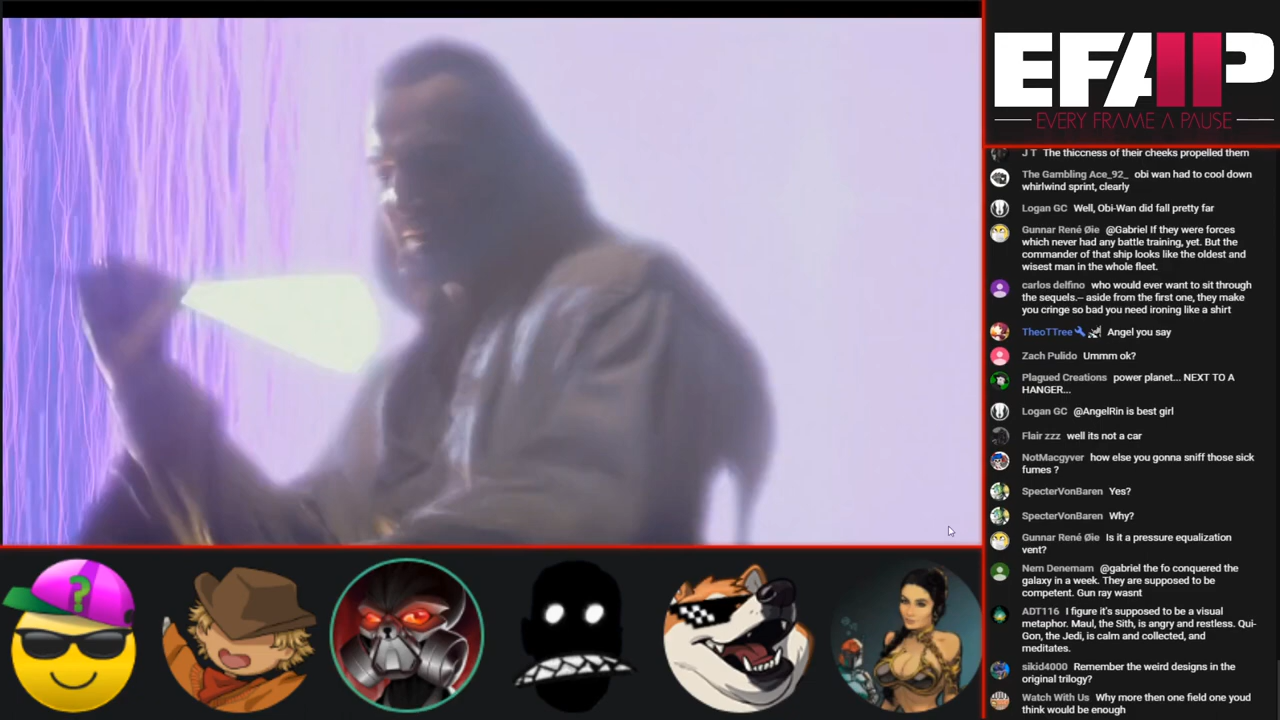 EFAP
EVERY FRAME A PAUSE
J T The thiccness of their cheeks propelled them
The Gambling Ace_92_ obi wan had to cool down
whirlwind sprint, clearly
Logan GC Well, Obi-Wan did fall pretty far
Gunnar René Øie @Gabriel If they were forces
which never had any battle training, yet. But the
commander of that ship looks like the oldest and
wisest man in the whole fleet.
carlos delfino who would ever want to sit through
the sequels.-- aside from the first one, they make
you cringe so bad you need ironing like a shirt
TheoTTree Angel you say
Zach Pulido Ummm ok?
Plagued Creations power planet... NEXT TO A
HANGER...
Logan GC @AngelRin is best girl
Flair zzz well its not a car
NotMacgyver how else you gonna sniff those sick
fumes ?
SpecterVonBaren Yes?
SpecterVonBaren Why?
Gunnar René Øie Is it a pressure equalization
vent?
Nem Denemam @gabriel the fo conquered the
galaxy in a week. They are supposed to be
competent. Gun ray wasnt
ADT116 I figure it's supposed to be a visual
metaphor. Maul, the Sith, is angry and restless. Qui-
Gon, the Jedi, is calm and collected, and
meditates.
sikid4000 Remember the weird designs in the
original trilogy?
Watch With Us Why more then one field one youd
think would be enough
?